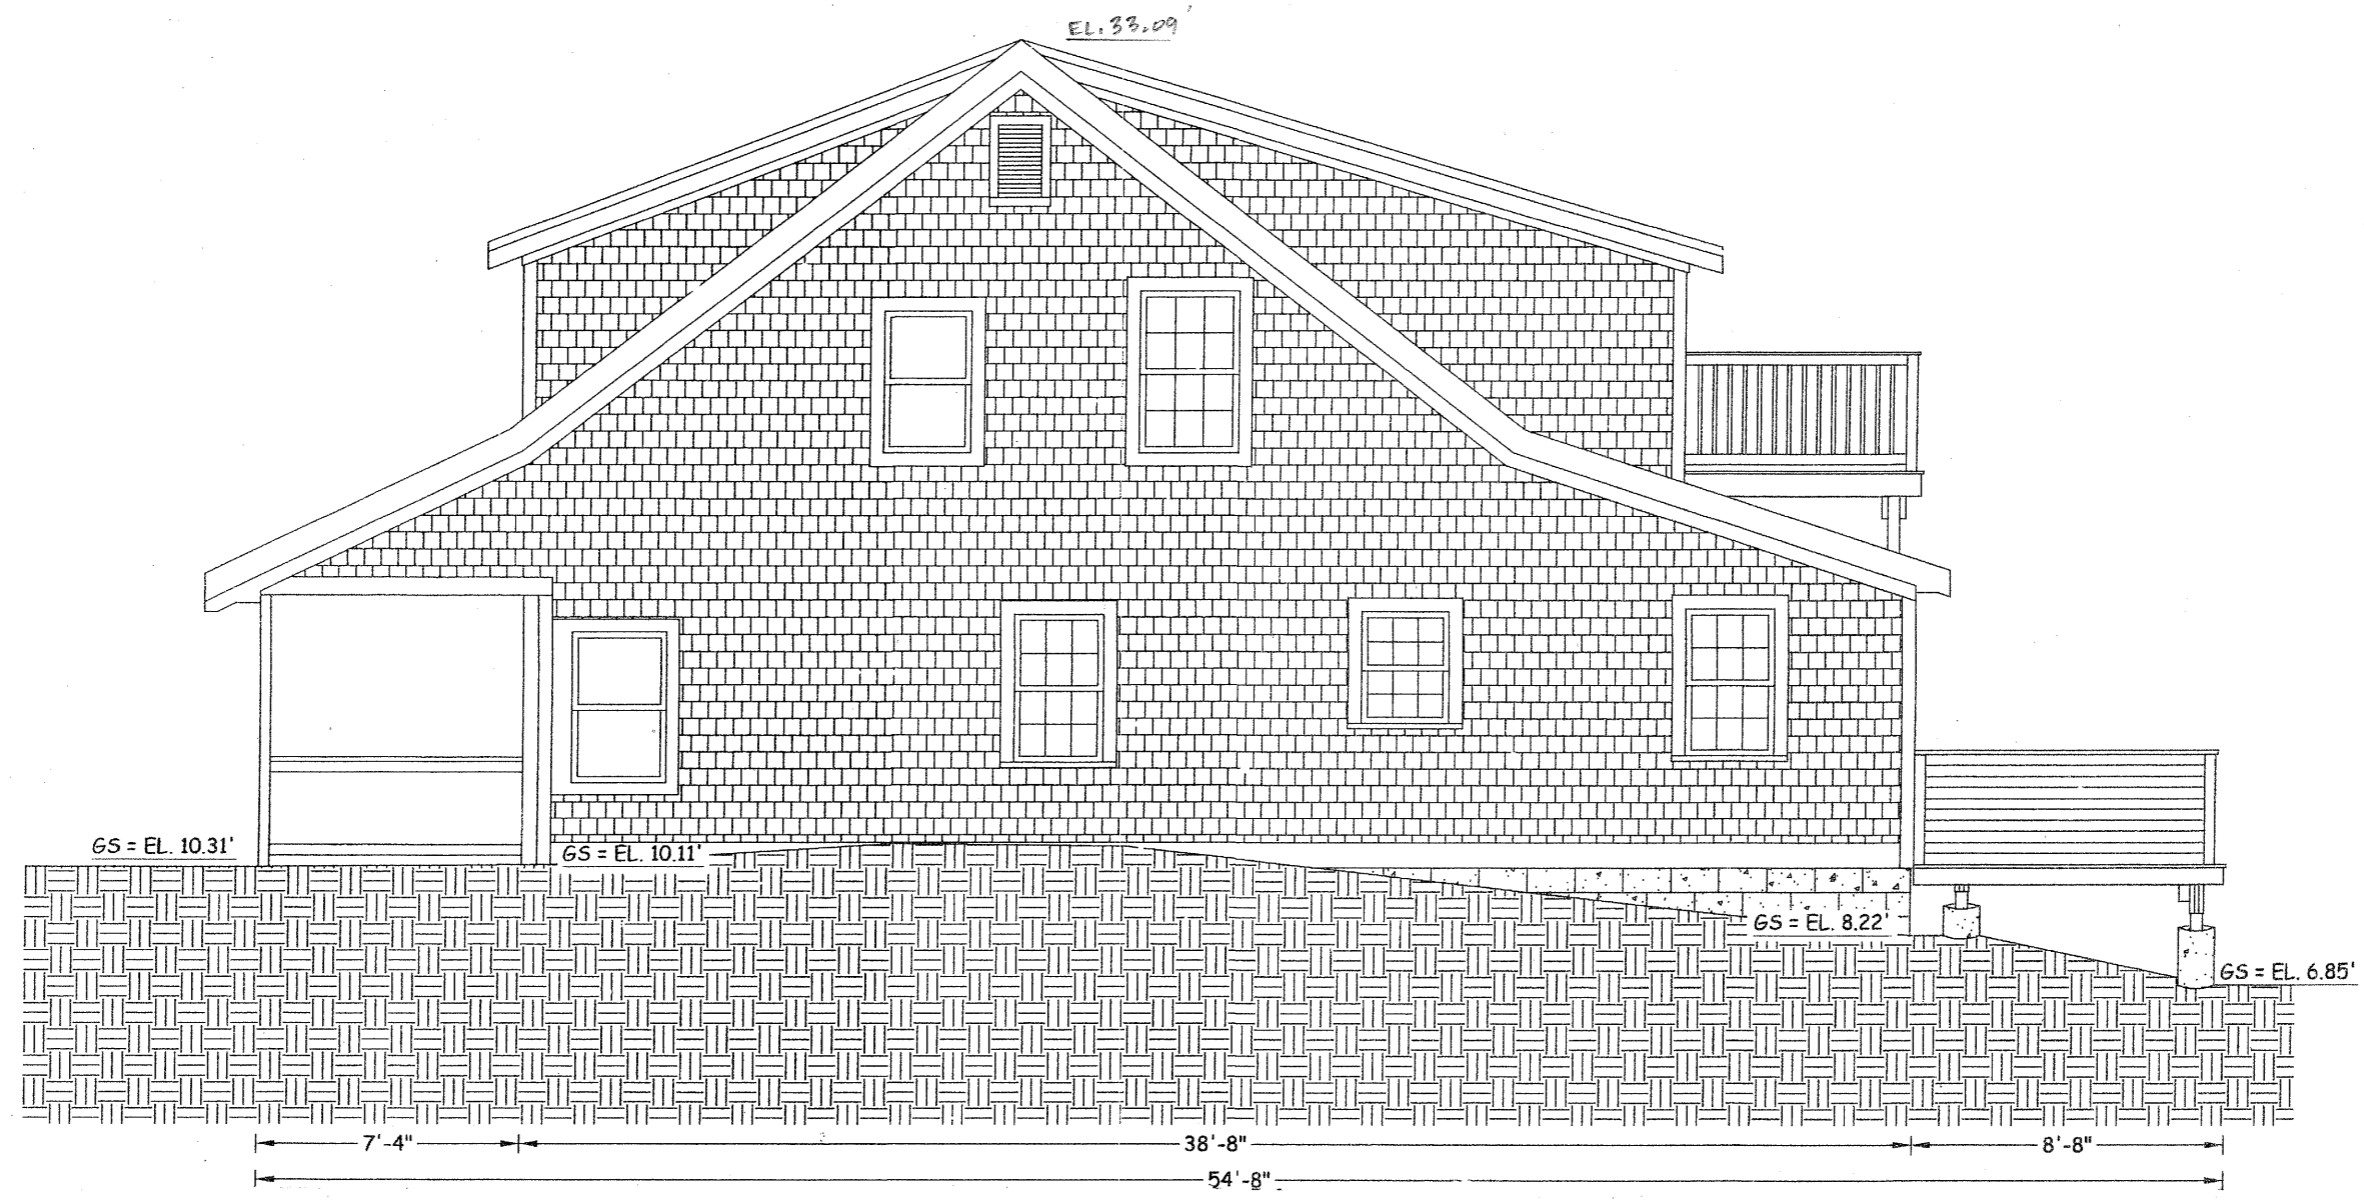 EL. 33.09'
GS = EL. 10.31'
GS = EL. 10.11'
GS = EL. 8.22'
GS = EL. 6.85'
7'-4"
38'-8"
8'-8"
54'-8"